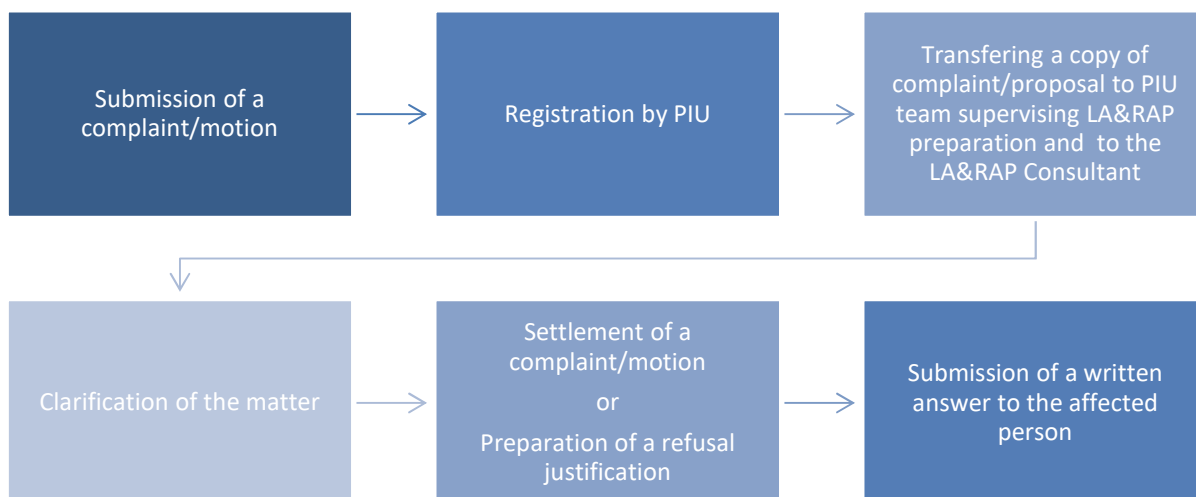 Submission of a
complaint/motion
Registration by PIU
Transfering a copy of
complaint/proposal to PIU
team supervising LA&RAP
preparation and  to the
LA&RAP Consultant
Clarification of the matter
Settlement of a
complaint/motion
or
Preparation of a refusal
justification
Submission of a written
answer to the affected
person